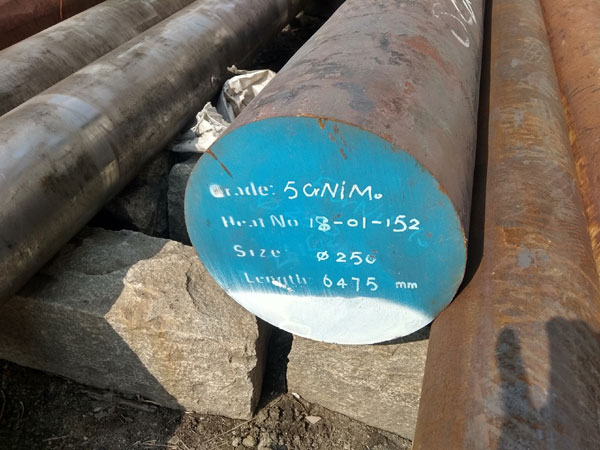 Grade: 5CrNiMo
Heat No 18-01-152
Size ø250
Length 6475 mm